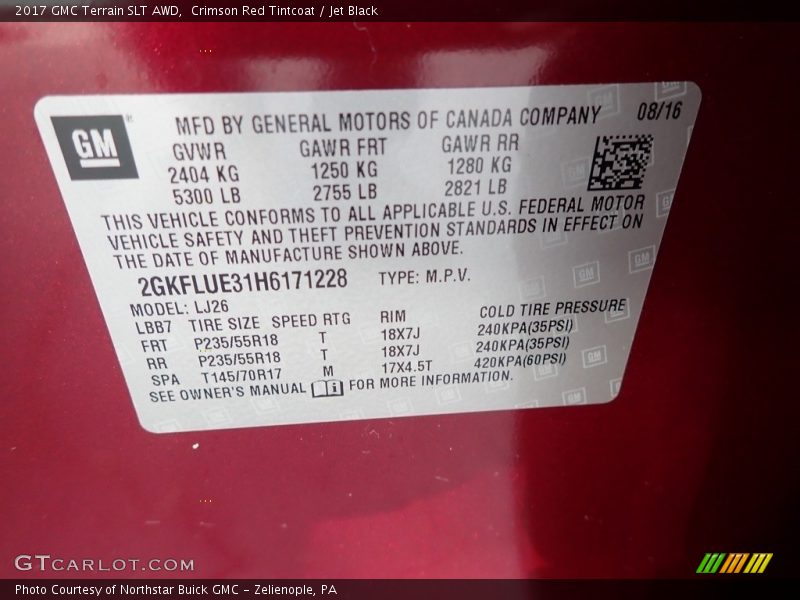 2017 GMC Terrain SLT AWD,  Crimson Red Tintcoat / Jet Black
GM
MFD BY GENERAL MOTORS OF CANADA COMPANY 08/16
GVWR GAWR FRT GAWR RR
2404 KG 1250 KG 1280 KG
5300 LB 2755 LB 2821 LB
THIS VEHICLE CONFORMS TO ALL APPLICABLE U.S. FEDERAL MOTOR
VEHICLE SAFETY AND THEFT PREVENTION STANDARDS IN EFFECT ON
THE DATE OF MANUFACTURE SHOWN ABOVE.
2GKFLUE31H6171228 TYPE: M.P.V.
MODEL: LJ26
LBB7 TIRE SIZE SPEED RTG RIM COLD TIRE PRESSURE
FRT P235/55R18 T 18X7J 240KPA(35PSI)
RR P235/55R18 T 18X7J 240KPA(35PSI)
SPA T145/70R17 M 17X4.5T 420KPA(60PSI)
SEE OWNER'S MANUAL i FOR MORE INFORMATION.
GTCARLOT.COM
Photo Courtesy of Northstar Buick GMC - Zelienople, PA